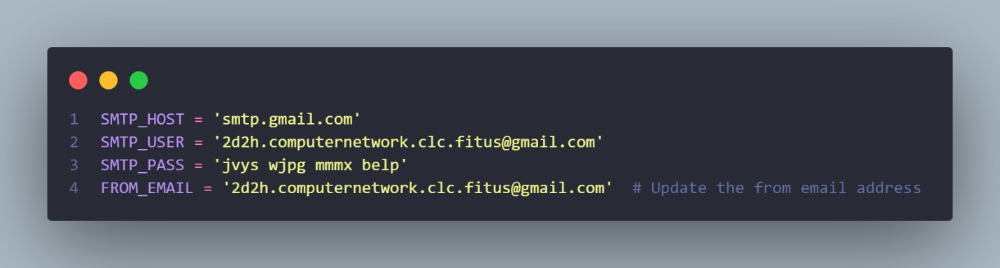 1 SMTP_HOST = 'smtp.gmail.com'
2 SMTP_USER = '2d2h.computernetwork.clc.fitus@gmail.com'
3 SMTP_PASS = 'jvys wjpg mmmx belp'
4 FROM_EMAIL = '2d2h.computernetwork.clc.fitus@gmail.com'  # Update the from email address